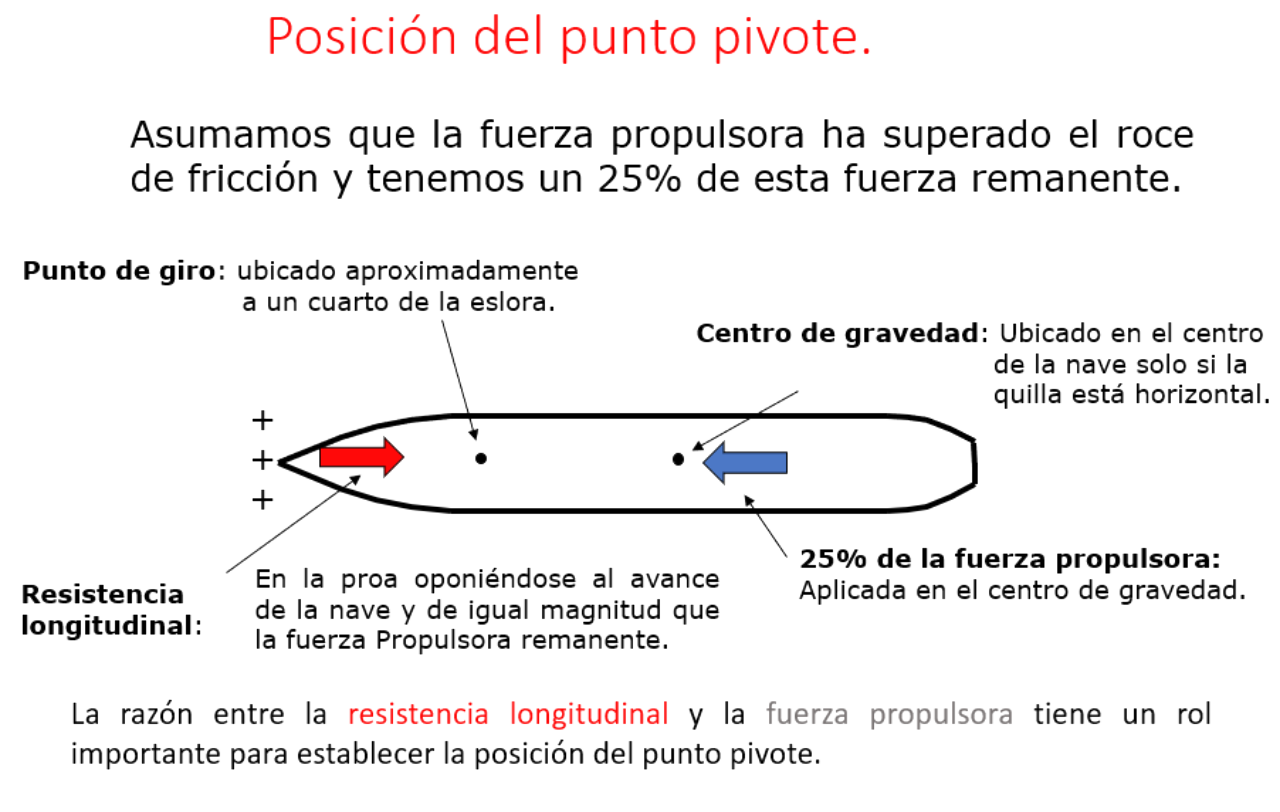 Posición del punto pivote.
Asumamos que la fuerza propulsora ha superado el roce
de fricción y tenemos un 25% de esta fuerza remanente.
Punto de giro: ubicado aproximadamente
a un cuarto de la eslora.
Centro de gravedad: Ubicado en el centro
de la nave solo si la
quilla está horizontal.
+
+
+
25% de la fuerza propulsora:
Aplicada en el centro de gravedad.
Resistencia
longitudinal:
En la proa oponiéndose al avance
de la nave y de igual magnitud que
la fuerza Propulsora remanente.
La razón entre la resistencia longitudinal y la fuerza propulsora tiene un rol
importante para establecer la posición del punto pivote.